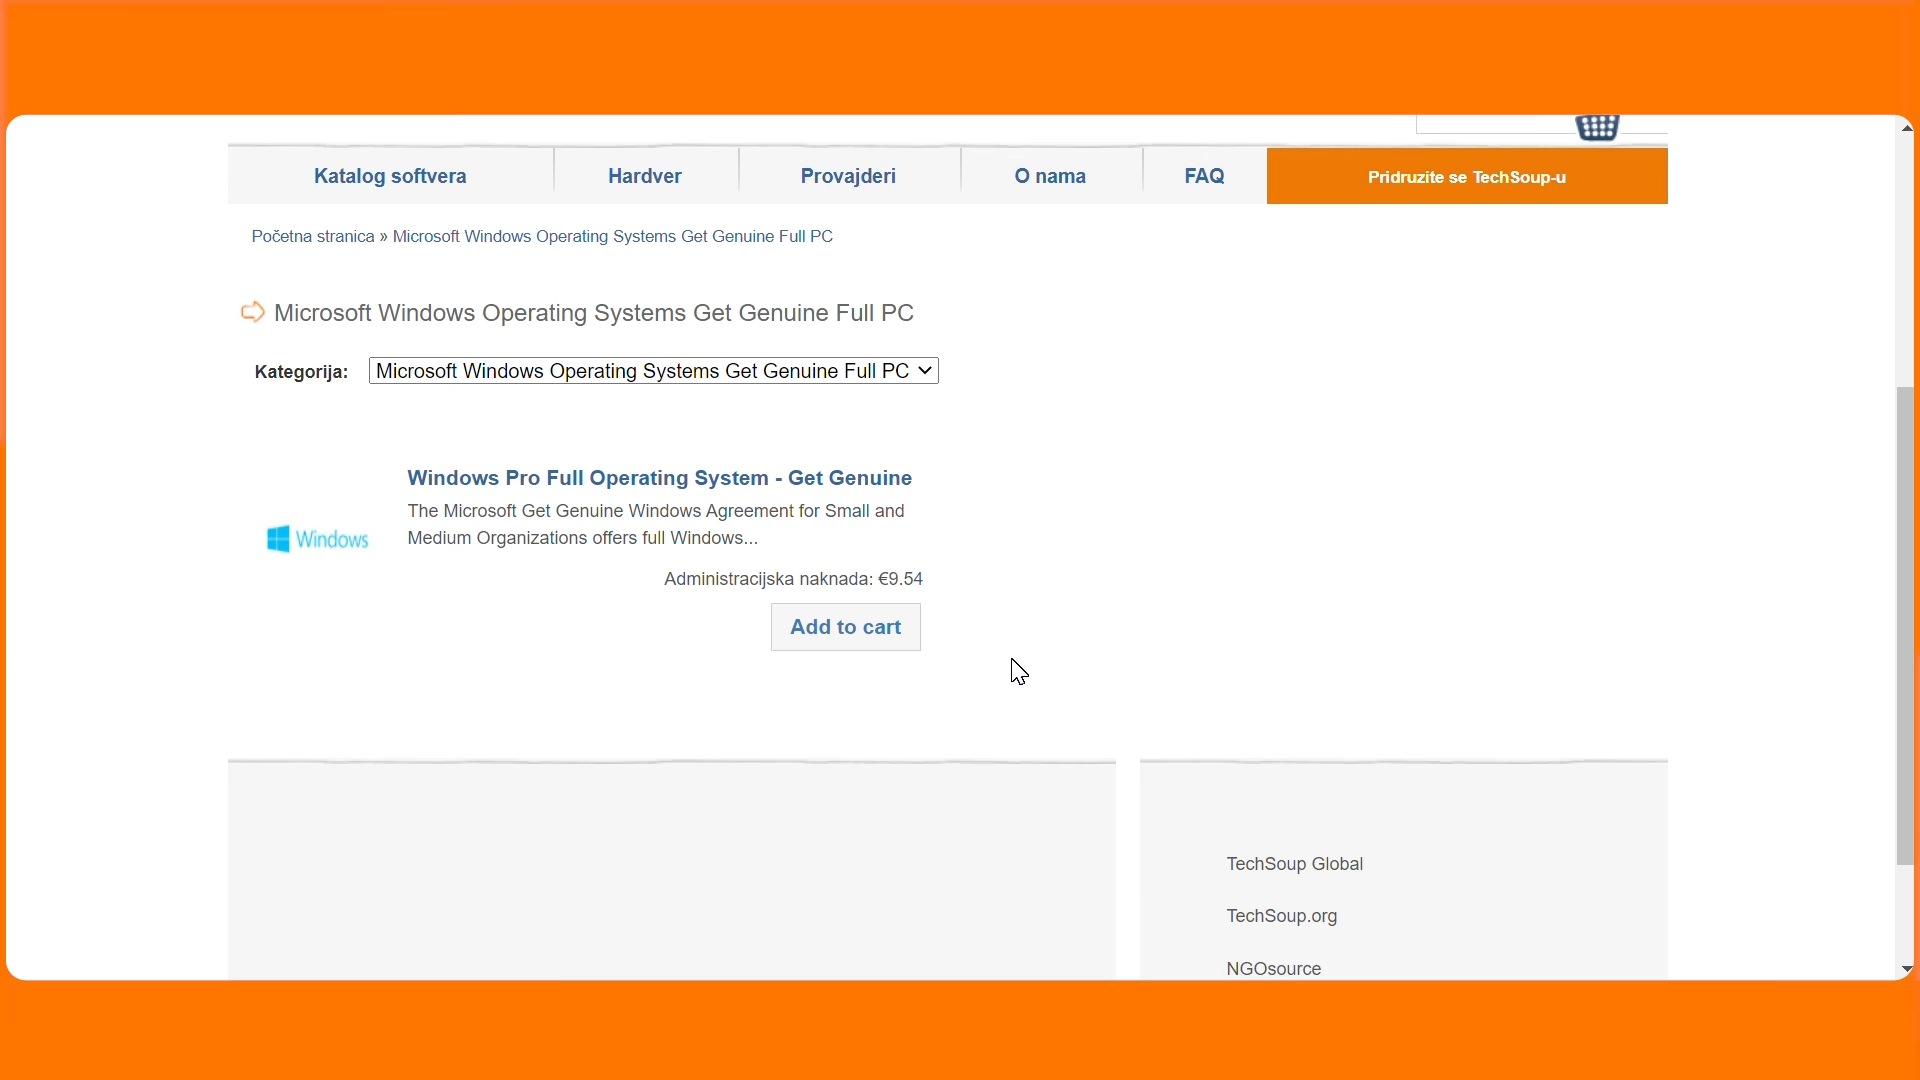 Katalog softvera
Hardver
Provajderi
O nama
FAQ
Pridruzite se TechSoup-u
Početna stranica » Microsoft Windows Operating Systems Get Genuine Full PC
Microsoft Windows Operating Systems Get Genuine Full PC
Kategorija:
Microsoft Windows Operating Systems Get Genuine Full PC
Windows Pro Full Operating System - Get Genuine
The Microsoft Get Genuine Windows Agreement for Small and
Medium Organizations offers full Windows...
Windows
Administracijska naknada: €9.54
Add to cart
TechSoup Global
TechSoup.org
NGOsource